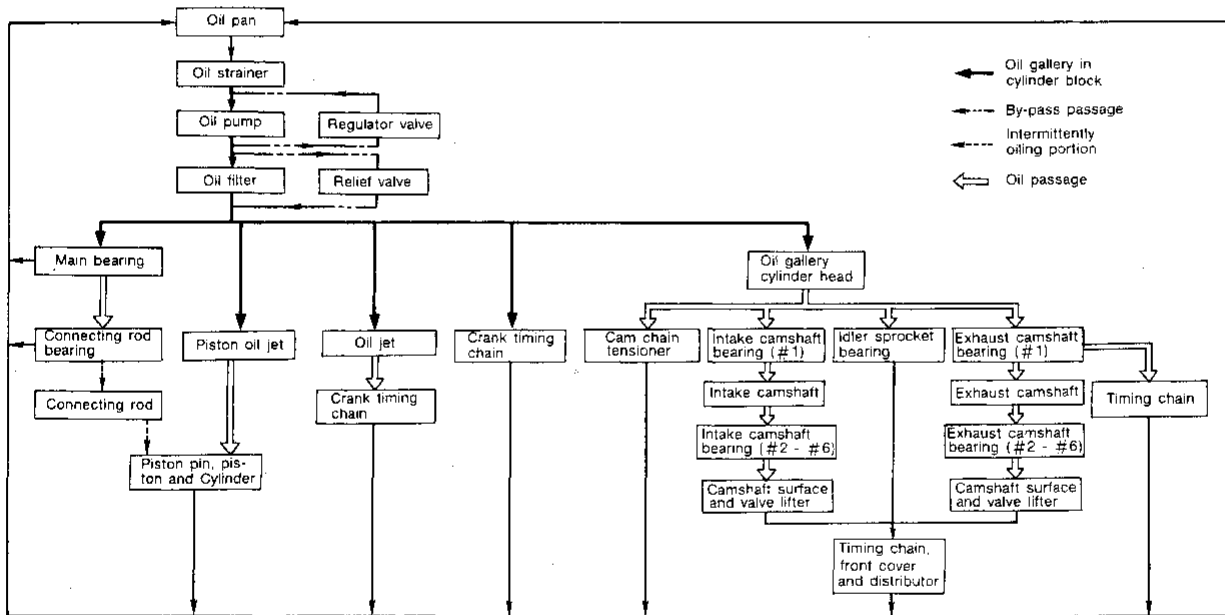 Oil pan
Oil strainer
Oil pump
Regulator valve
Oil filter
Relief valve
Oil gallery in
cylinder block
By-pass passage
Intermittently
oiling portion
Oil passage
Main bearing
Oil gallery
cylinder head
Connecting rod
bearing
Piston oil jet
Oil jet
Crank timing
chain
Cam chain
tensioner
Intake camshaft
bearing (#1)
Idler sprocket
bearing
Exhaust camshaft
bearing (#1)
Connecting rod
Crank timing
chain
Intake camshaft
Exhaust camshaft
Timing chain
Intake camshaft
bearing (#2 - #6)
Exhaust camshaft
bearing (#2 - #6)
Piston pin, pis-
ton and Cylinder
Camshaft surface
and valve lifter
Camshaft surface
and valve lifter
Timing chain,
front cover
and distributor